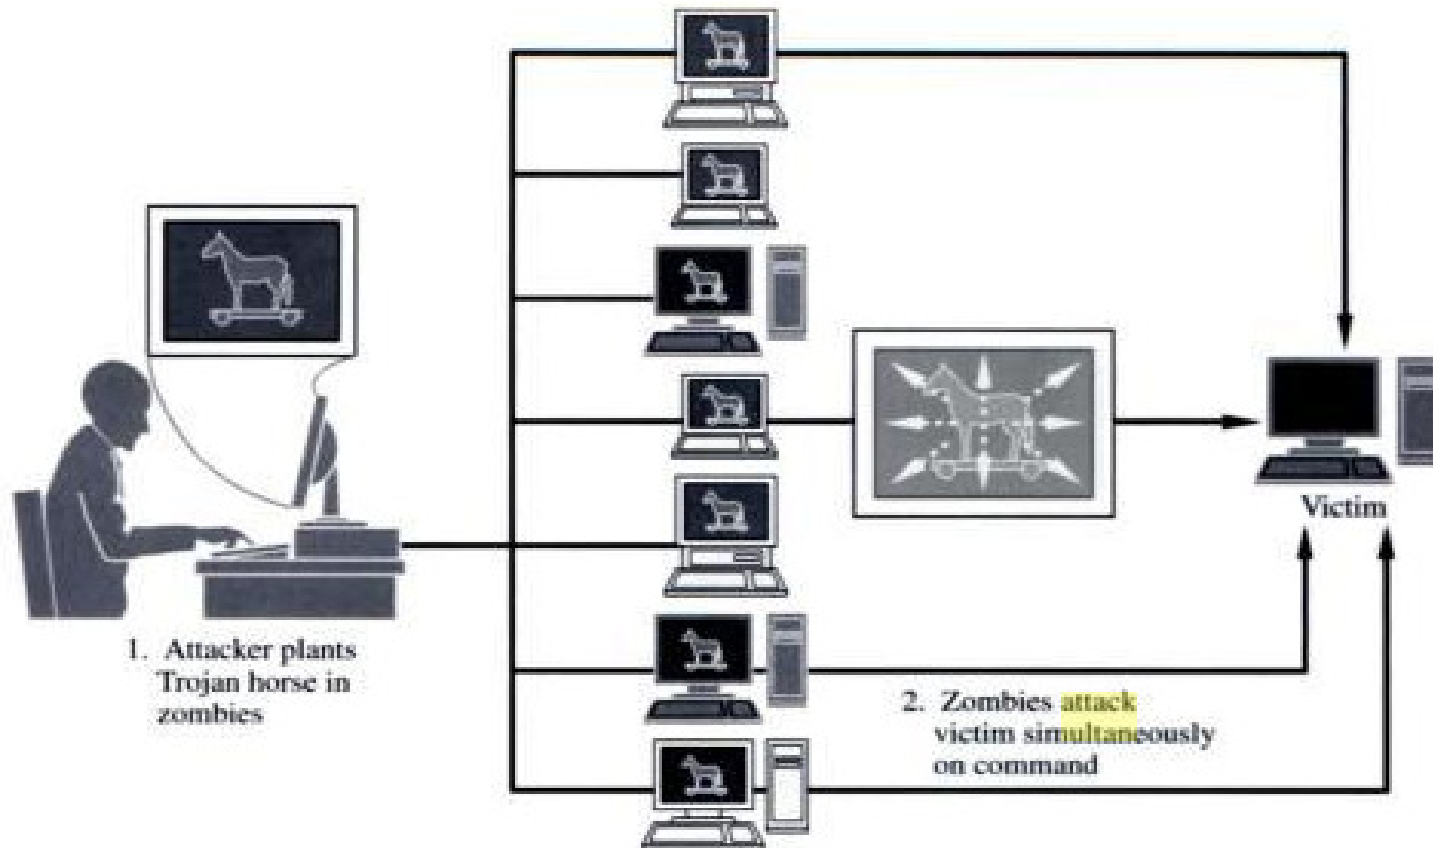 1. Attacker plants
Trojan horse in
zombies
Victim
2. Zombies attack
victim simultaneously
on command